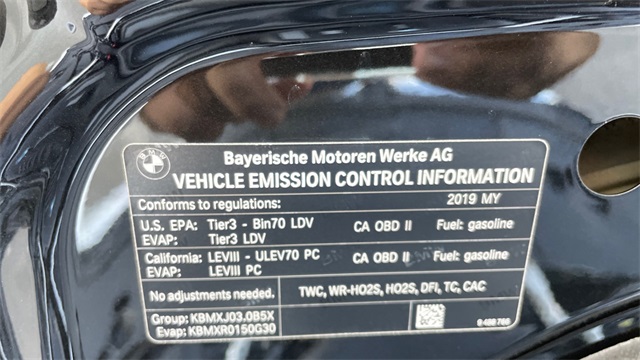 BMW
Bayerische Motoren Werke AG
VEHICLE EMISSION CONTROL INFORMATION
Conforms to regulations: 2019 MY
U.S. EPA: Tier3 - Bin70 LDV CA OBD II Fuel: gasoline
EVAP: Tier3 LDV
California: LEVIII - ULEV70 PC CA OBD II Fuel: gasoline
EVAP: LEVIII PC
No adjustments needed. TWC, WR-HO2S, HO2S, DFI, TC, CAC
Group: KBMXJ03.0B5X
Evap: KBMXR0150G30